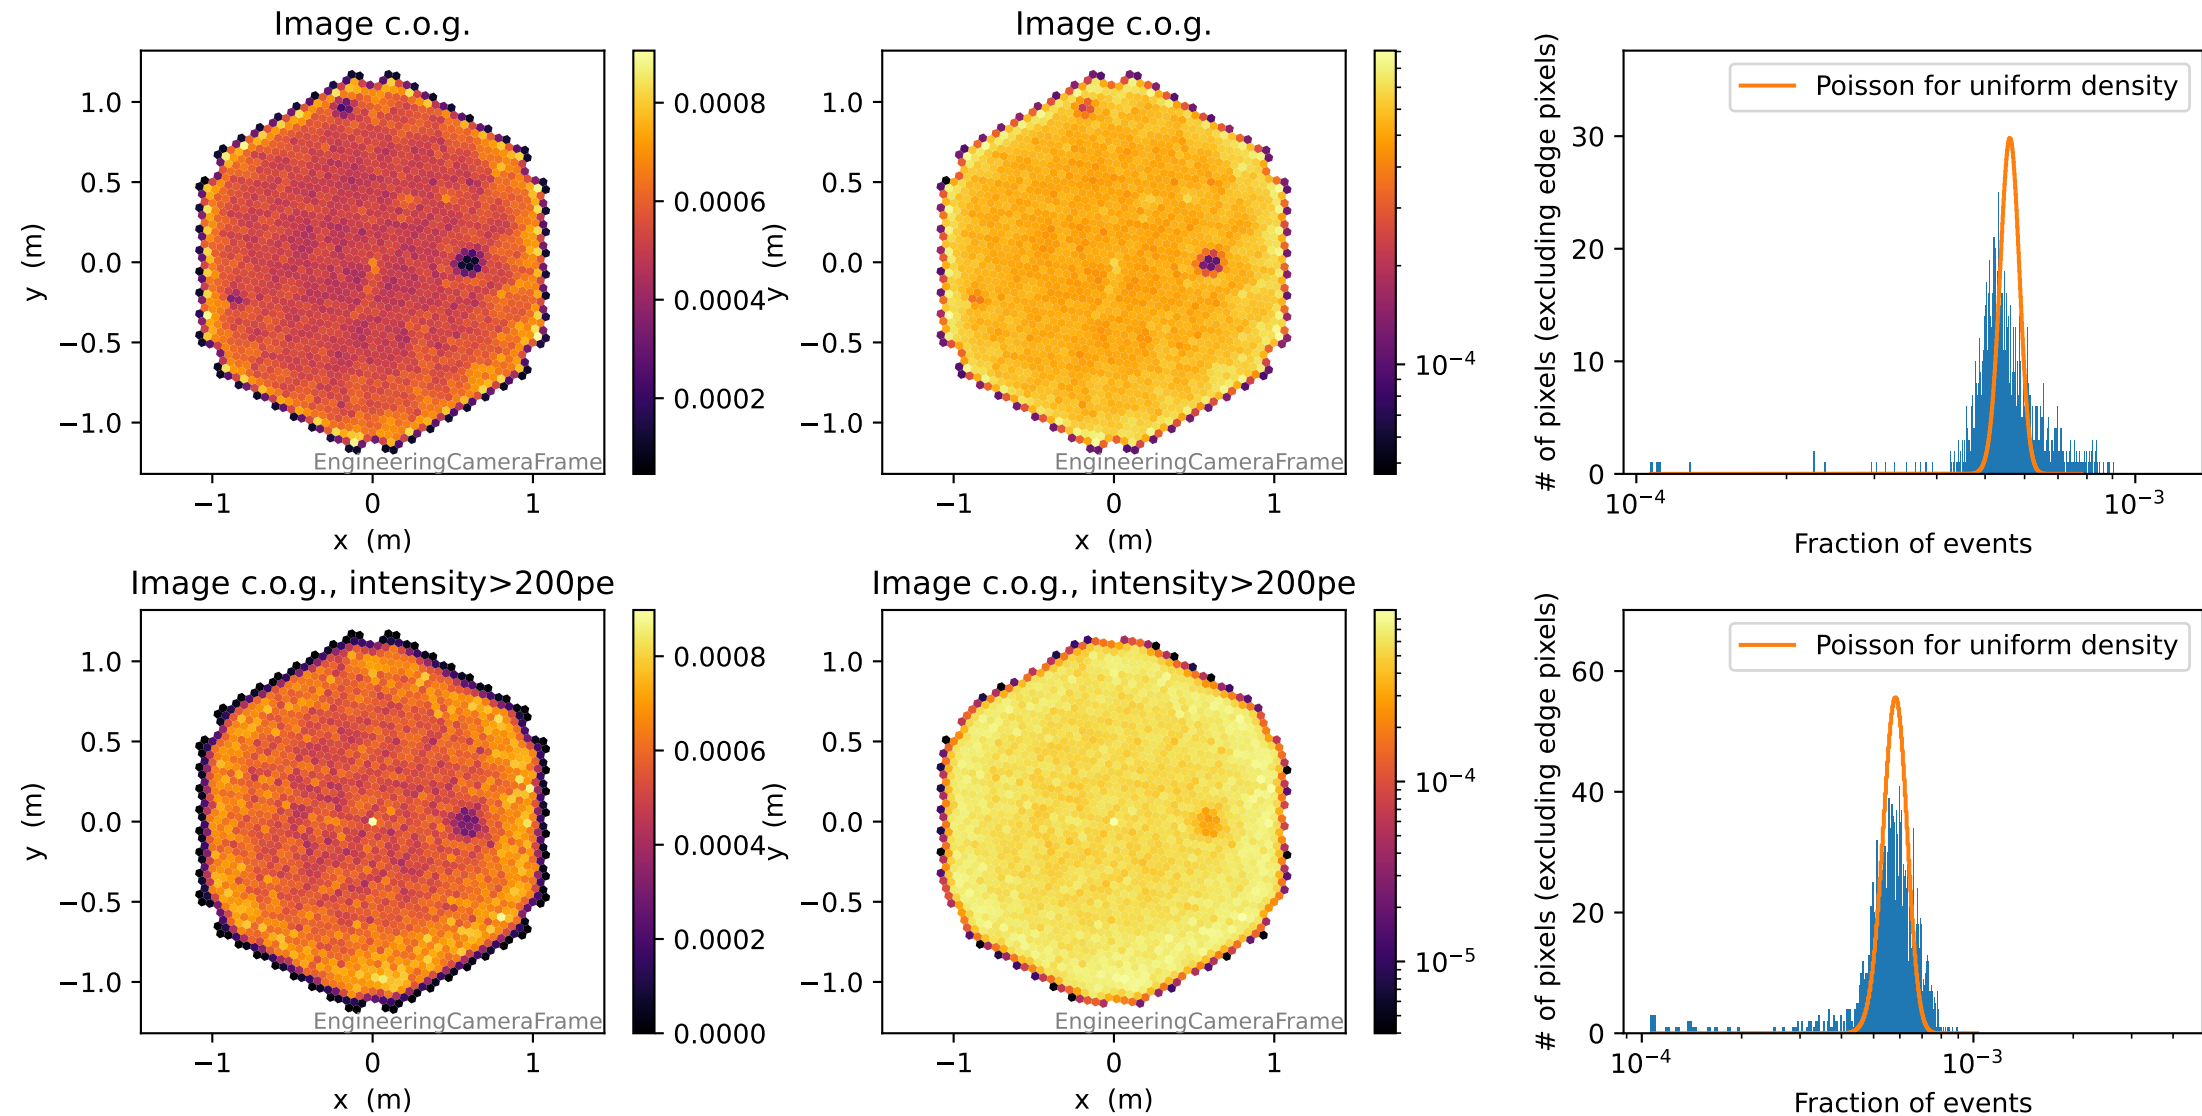 Image c.o.g.
1.0
0.5
0.0
−0.5
−1.0
y (m)
−1
0
1
x (m)
EngineeringCameraFrame
0.0008
0.0006
0.0004
0.0002
Image c.o.g.
1.0
0.5
0.0
−0.5
−1.0
y (m)
−1
0
1
x (m)
EngineeringCameraFrame
10⁻⁴
# of pixels (excluding edge pixels)
30
20
10
0
Poisson for uniform density
10⁻⁴
10⁻³
Fraction of events
Image c.o.g., intensity>200pe
1.0
0.5
0.0
−0.5
−1.0
y (m)
−1
0
1
x (m)
EngineeringCameraFrame
0.0008
0.0006
0.0004
0.0002
0.0000
Image c.o.g., intensity>200pe
1.0
0.5
0.0
−0.5
−1.0
y (m)
−1
0
1
x (m)
EngineeringCameraFrame
10⁻⁴
10⁻⁵
# of pixels (excluding edge pixels)
60
40
20
0
Poisson for uniform density
10⁻⁴
10⁻³
Fraction of events